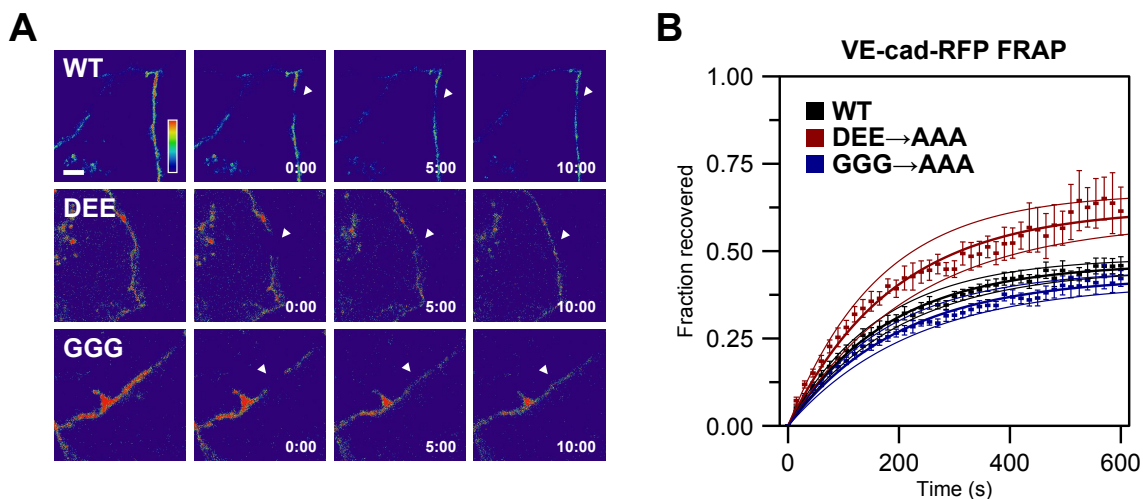 A
WT
0:00
5:00
10:00
DEE
0:00
5:00
10:00
GGG
0:00
5:00
10:00
B
VE-cad-RFP FRAP
1.00
0.75
0.50
0.25
0.00
Fraction recovered
WT
DEE→AAA
GGG→AAA
0
200
400
600
Time (s)